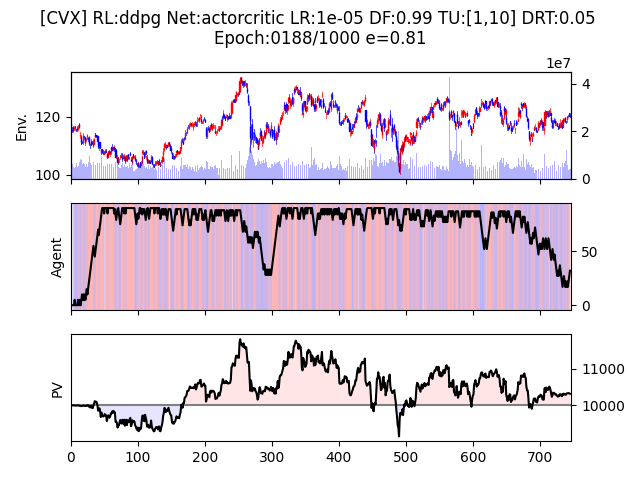 [CVX] RL:ddpg Net:actorcritic LR:1e-05 DF:0.99 TU:[1,10] DRT:0.05
Epoch:0188/1000 e=0.81
1e7
Env.
120
100
4
2
0
Agent
50
0
PV
11000
10000
0 100 200 300 400 500 600 700